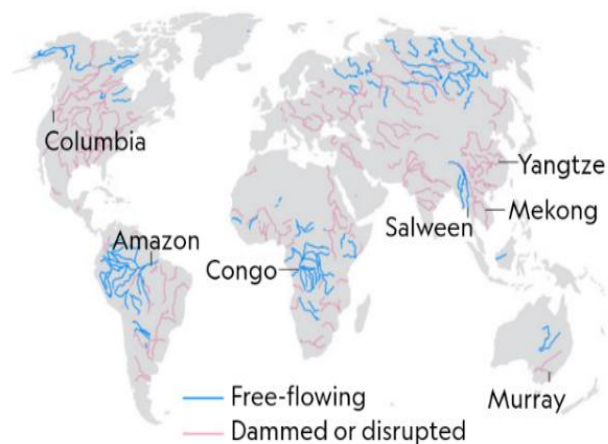 Columbia
Yangtze
Mekong
Salween
Amazon
Congo
Murray
Free-flowing
Dammed or disrupted